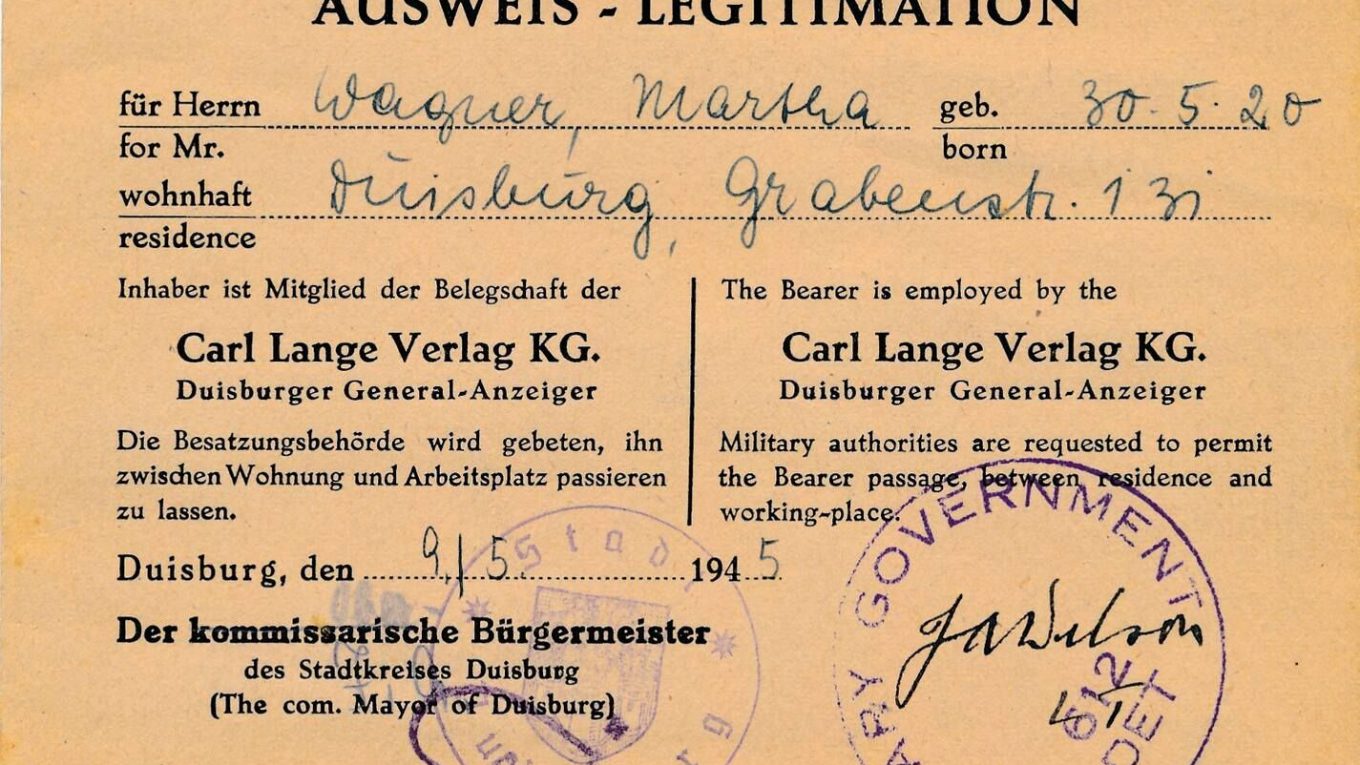 AUSWEIS - LEGITIMATION
für Herrn Wagner, Martha geb. 30.5.20
for Mr. born
wohnhaft Duisburg, Grabenstr. 131
residence
Inhaber ist Mitglied der Belegschaft der
Carl Lange Verlag KG.
Duisburger General-Anzeiger
Die Besatzungsbehörde wird gebeten, ihn
zwischen Wohnung und Arbeitsplatz passieren
zu lassen.
The Bearer is employed by the
Carl Lange Verlag KG.
Duisburger General-Anzeiger
Military authorities are requested to permit
the Bearer passage, between residence and
working-place.
Duisburg, den 9./5. 1945
Der kommissarische Bürgermeister
des Stadtkreises Duisburg
(The com. Mayor of Duisburg)
Stadt
GOVERNMENT
JAWilson
612
DET